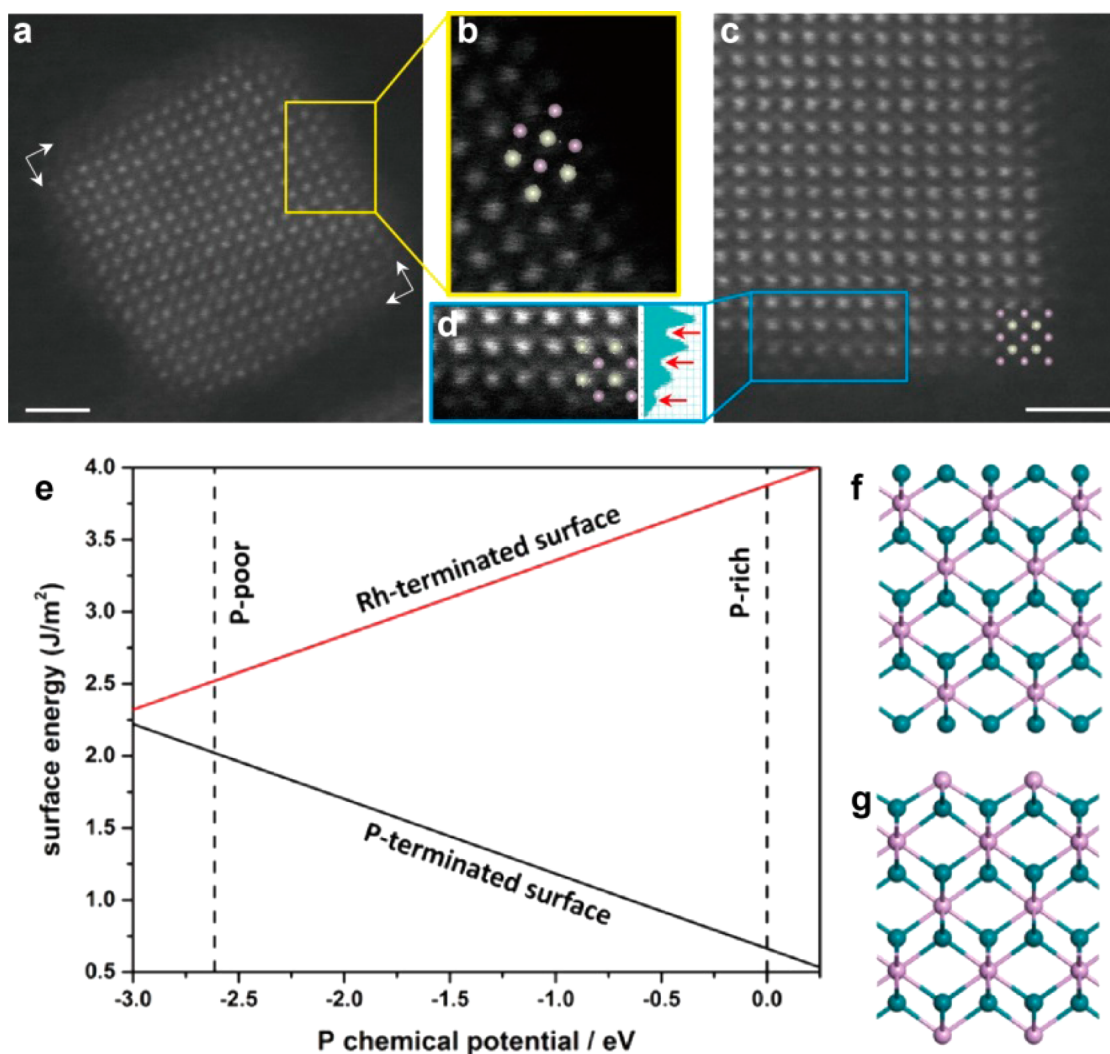 a
b
c
d
e
4.0
3.5
3.0
2.5
2.0
1.5
1.0
0.5
surface energy (J/m²)
P-poor
Rh-terminated surface
P-rich
P-terminated surface
-3.0 -2.5 -2.0 -1.5 -1.0 -0.5 0.0
P chemical potential / eV
f
g